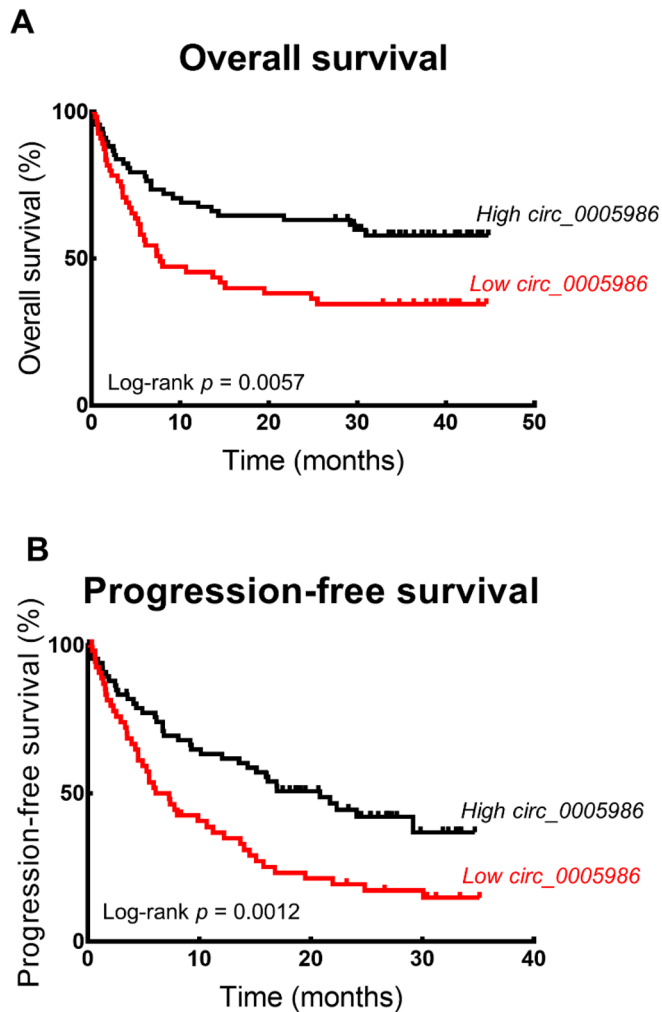 A
Overall survival
Overall survival (%)
100
50
0
High circ_0005986
Low circ_0005986
Log-rank p = 0.0057
0 10 20 30 40 50
Time (months)
B
Progression-free survival
Progression-free survival (%)
100
50
0
High circ_0005986
Low circ_0005986
Log-rank p = 0.0012
0 10 20 30 40
Time (months)